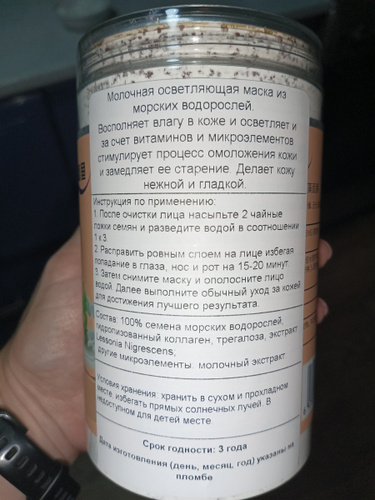 Молочная осветляющая маска из
морских водорослей.
Восполняет влагу в коже и осветляет и
за счет витаминов и микроэлементов
стимулирует процесс омоложения кожи
и замедляет ее старение. Делает кожу
нежной и гладкой.
Инструкция по применению:
1. После очистки лица насыпьте 2 чайные
ложки семян и разведите водой в соотношении
1 х 3.
2. Расправить ровным слоем на лице избегая
попадание в глаза, нос и рот на 15-20 минут.
3. Затем снимите маску и ополосните лицо
водой. Далее выполните обычный уход за кожей
для достижения лучшего результата.
Состав: 100% семена морских водорослей,
гидролизованный коллаген, трегалоза, экстракт
Lessonia Nigrescens;
другие микроэлементы: молочный экстракт.
Условия хранения: хранить в сухом и прохладном
месте, избегать прямых солнечных лучей. В
недоступном для детей месте.
Срок годности: 3 года
Дата изготовления (день, месяц, год) указаны на
пломбе